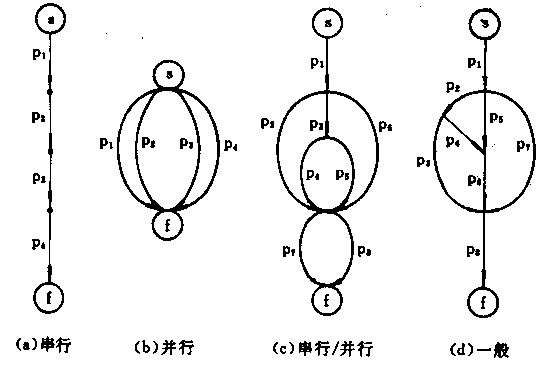 s
p₁
p₂
p₃
p₄
f
(a)串行
s
p₁
p₂
p₃
p₄
f
(b)并行
s
p₁
p₂
p₃
p₆
p₄
p₅
p₇
p₈
f
(c)串行/并行
s
p₁
p₂
p₅
p₃
p₄
p₇
p₆
p₈
f
(d)一般